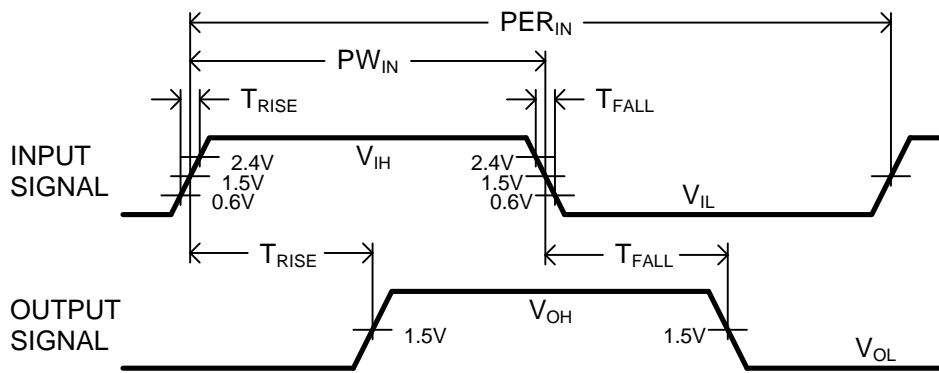 PER_IN
PW_IN
T_RISE
T_FALL
INPUT
SIGNAL
V_IH
2.4V
1.5V
0.6V
2.4V
1.5V
0.6V
V_IL
T_RISE
T_FALL
OUTPUT
SIGNAL
1.5V
V_OH
1.5V
V_OL